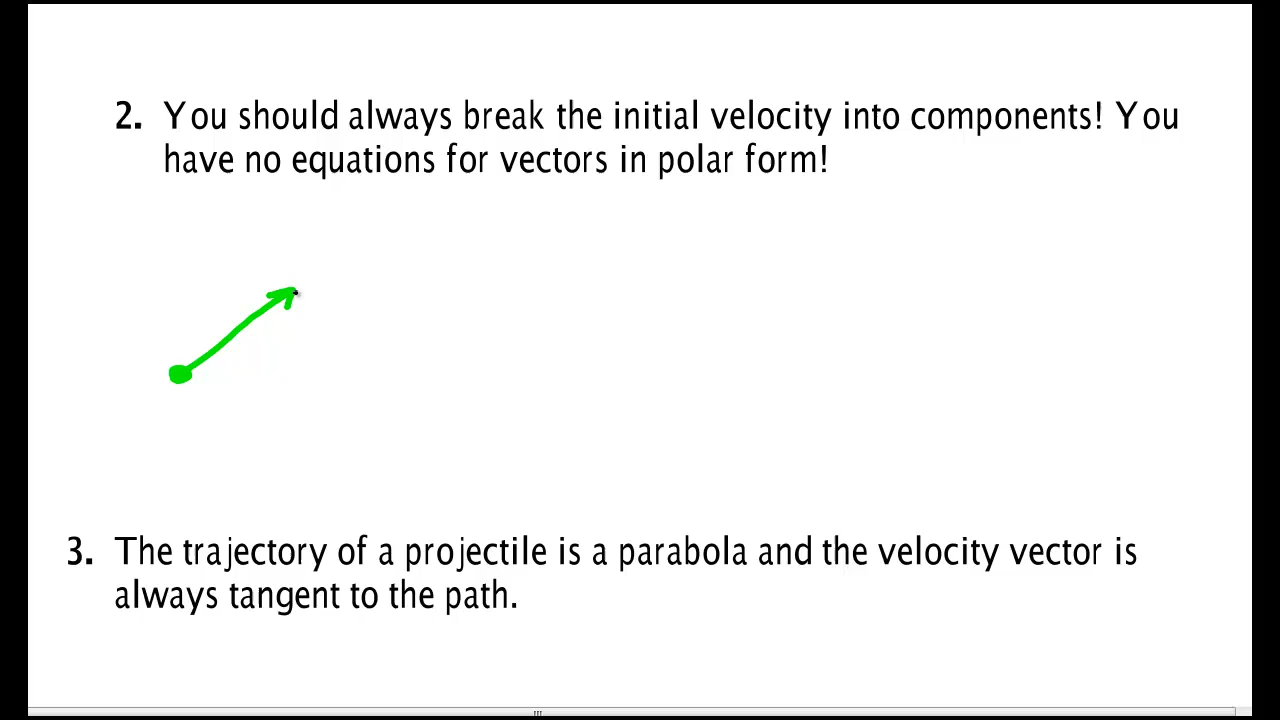 2. You should always break the initial velocity into components! You
have no equations for vectors in polar form!
3. The trajectory of a projectile is a parabola and the velocity vector is
always tangent to the path.